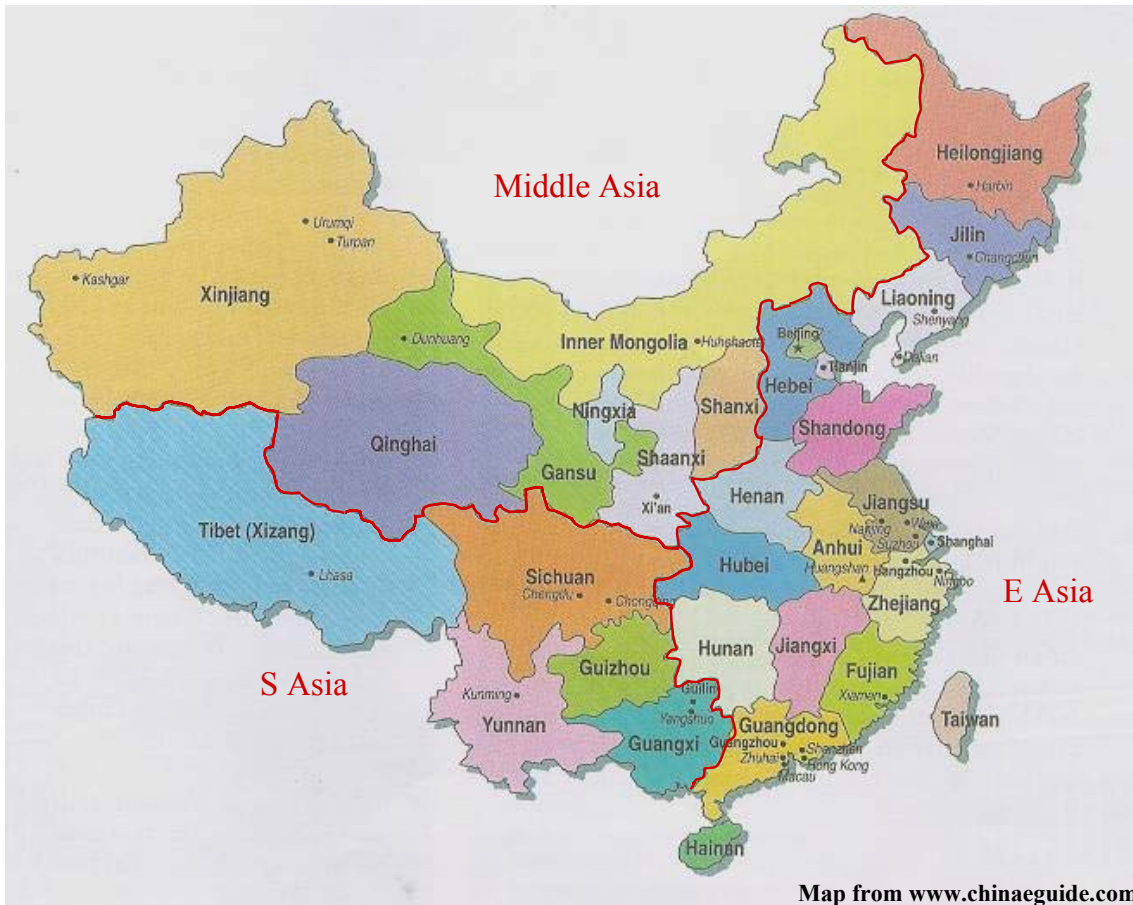 Heilongjiang
Harbin
Middle Asia
Urumqi
Turpan
Jilin
Changchun
Kashgar
Xinjiang
Liaoning
Shenyang
Dunhuang
Inner Mongolia
Huhehaote
Beijing
Dalian
Tianjin
Hebei
Ningxia
Shanxi
Shandong
Qinghai
Gansu
Shaanxi
Xi'an
Henan
Jiangsu
Wuxi
Nanjing
Suzhou
Shanghai
Tibet (Xizang)
Anhui
Hubei
Huangshan
Hangzhou
Ningbo
Lhasa
Sichuan
Chengdu
Chongqing
Zhejiang
E Asia
Hunan
Jiangxi
Guizhou
Fujian
S Asia
Kunming
Guilin
Xiamen
Yangshuo
Yunnan
Taiwan
Guangxi
Guangdong
Guangzhou
Shenzhen
Zhuhai
Hong Kong
Macau
Hainan
Map from www.chinaeguide.com